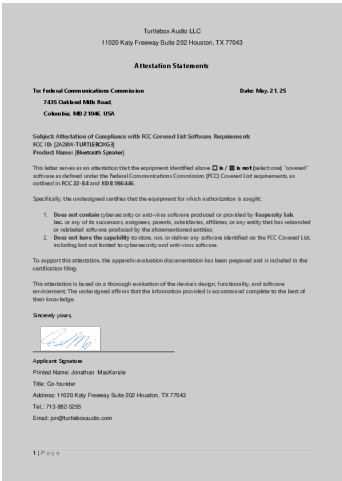 Turtlebox Audio LLC
11020 Katy Freeway Suite 202 Houston, TX 77043
Attestation Statements
To: Federal Communications Commission Date: May. 21, 25
7435 Oakland Mills Road,
Columbia, MD 21046, USA
Subject: Attestation of Compliance with FCC Covered List Software Requirements
FCC ID: [2A2BW-TURTLEBOXG3]
Product Name: [Bluetooth Speaker]
This letter serves as an attestation that the equipment identified above ☐ is / ☒ is not (select one) "covered"
software as defined under the Federal Communications Commission (FCC) Covered List requirements, as
outlined in FCC 22-84 and KDB 986446.
Specifically, the undersigned certifies that the equipment for which authorization is sought:
1. Does not contain cybersecurity or anti-virus software produced or provided by Kaspersky Lab,
Inc. or any of its successors, assignees, parents, subsidiaries, affiliates, or any entity that has rebranded
or relabeled software produced by the aforementioned entities.
2. Does not have the capability to store, run, or deliver any software identified on the FCC Covered List,
including but not limited to cybersecurity and anti-virus software.
To support this attestation, the appendix evaluation documentation has been prepared and is included in the
certification filing.
This attestation is based on a thorough evaluation of the device's design, functionality, and software
environment. The undersigned affirms that the information provided is accurate and complete to the best of
their knowledge.
Sincerely yours,
Applicant Signature
Printed Name: Jonathan MacKenzie
Title: Co-founder
Address: 11020 Katy Freeway Suite 202 Houston, TX 77043
Tel.: 713-882-5255
Email: jon@turtleboxaudio.com
1 | Page